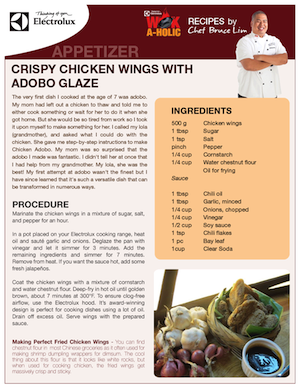 Thinking of you
Electrolux
Electrolux
WOK
A-HOLIC
RECIPES by
Chef Bruce Lim
APPETIZER
CRISPY CHICKEN WINGS WITH
ADOBO GLAZE
The very first dish I cooked at the age of 7 was adobo.
My mom had left out a chicken to thaw and told me to
either cook something or wait for her to do it when she
got home. But she would be so tired from work so I took
it upon myself to make something for her. I called my lola
(grandmother), and asked what I could do with the
chicken. She gave me step-by-step instructions to make
Chicken Adobo. My mom was so surprised that the
adobo I made was fantastic. I didn't tell her at once that
I had help from my grandmother. My lola, she was the
best! My first attempt at adobo wasn't the finest but I
have since learned that it's such a versatile dish that can
be transformed in numerous ways.
PROCEDURE
Marinate the chicken wings in a mixture of sugar, salt,
and pepper for an hour.
In a pot placed on your Electrolux cooking range, heat
oil and sauté garlic and onions. Deglaze the pan with
vinegar and let it simmer for 3 minutes. Add the
remaining ingredients and simmer for 7 minutes.
Remove from heat. If you want the sauce hot, add some
fresh jalapeños.
Coat the chicken wings with a mixture of cornstarch
and water chestnut flour. Deep-fry in hot oil until golden
brown, about 7 minutes at 300°F. To ensure clog-free
airflow, use the Electrolux hood. It's award-winning
design is perfect for cooking dishes using a lot of oil.
Drain off excess oil. Serve wings with the prepared
sauce.
Making Perfect Fried Chicken Wings - You can find
chestnut flour in most Chinese groceries as it often used for
making shrimp dumpling wrappers for dimsum. The cool
thing about this flour is that it looks like white rocks, but
when used for cooking chicken, the fried wings get
massively crisp and sticky.
INGREDIENTS
500 g Chicken wings
1 tbsp Sugar
1 tsp Salt
pinch Pepper
1/4 cup Cornstarch
1/4 cup Water chestnut flour
Oil for frying
Sauce
1 tbsp Chili oil
1 tbsp Garlic, minced
1/4 cup Onions, chopped
1/4 cup Vinegar
1/2 cup Soy sauce
1 tsp Chili flakes
1 pc Bay leaf
1cup Clear Soda